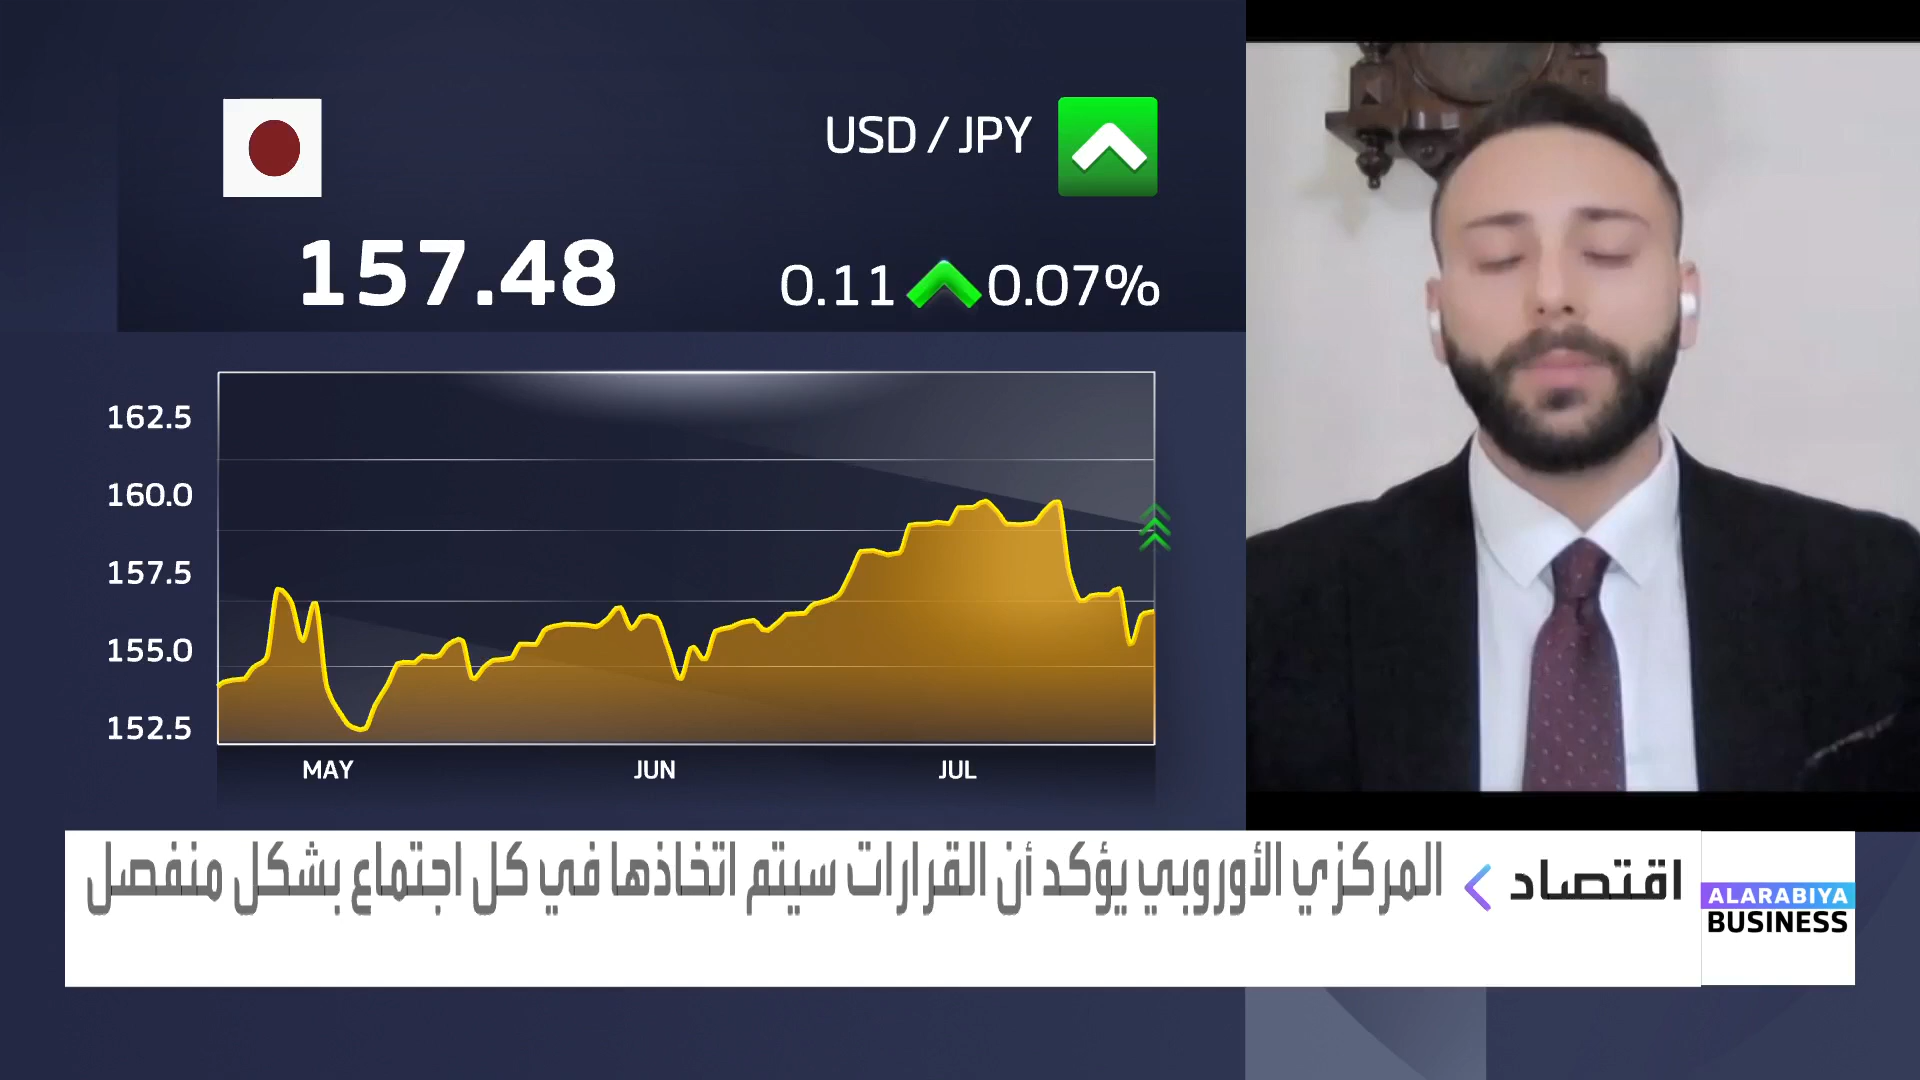 USD / JPY
157.48
0.11 0.07%
162.5
160.0
157.5
155.0
152.5
MAY JUN JUL
اقتصاد
المركزي الأوروبي يؤكد أن القرارات سيتم اتخاذها في كل اجتماع بشكل منفصل
ALARABIYA
BUSINESS